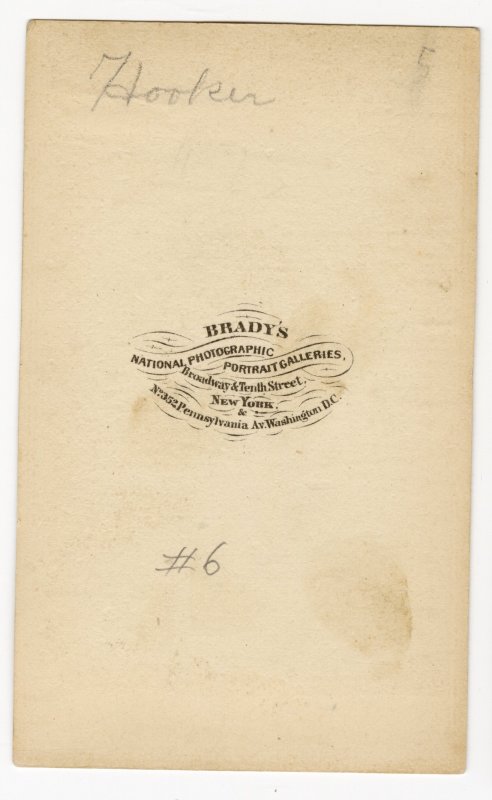 Hooker
5
BRADY'S
NATIONAL PHOTOGRAPHIC
PORTRAIT GALLERIES,
Broadway & Tenth Street,
NEW YORK,
&
No. 352 Pennsylvania Av. Washington D.C.
#6